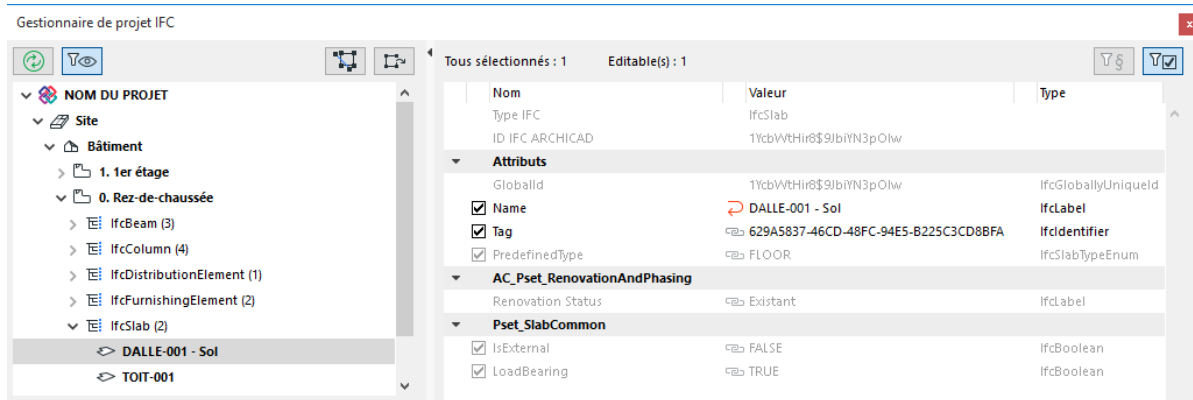 Gestionnaire de projet IFC
x
Tous sélectionnés : 1 Editable(s) : 1
NOM DU PROJET
Site
Bâtiment
1. 1er étage
0. Rez-de-chaussée
IfcBeam (3)
IfcColumn (4)
IfcDistributionElement (1)
IfcFurnishingElement (2)
IfcSlab (2)
DALLE-001 - Sol
TOIT-001
Nom Valeur Type
Type IFC IfcSlab
ID IFC ARCHICAD 1YcbWtHir8$9JbiYN3pOIw
Attributs
GlobalId 1YcbWtHir8$9JbiYN3pOIw IfcGloballyUniqueId
Name DALLE-001 - Sol IfcLabel
Tag 629A5837-46CD-48FC-94E5-B225C3CD8BFA IfcIdentifier
PredefinedType FLOOR IfcSlabTypeEnum
AC_Pset_RenovationAndPhasing
Renovation Status Existant IfcLabel
Pset_SlabCommon
IsExternal FALSE IfcBoolean
LoadBearing TRUE IfcBoolean